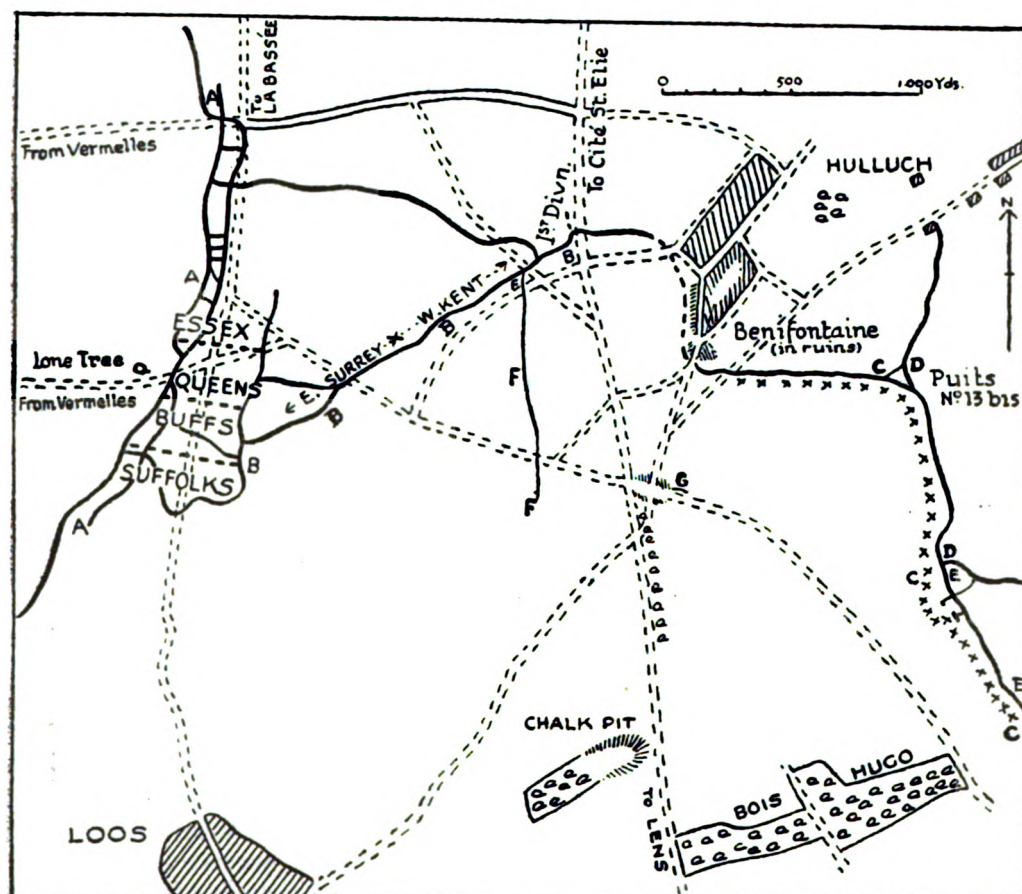 TO LA BASSÉE
To Cité St. Elie
0 500 1000 Yds.
A
From Vermelles
HULLUCH
N
1ST DIVN.
A
B
E
ESSEX
E. SURREY
W. KENT
B
Benifontaine
(in ruins)
Lone Tree
From Vermelles
QUEENS
F
C
D
Puits
No. 13 bis
BUFFS
B
B
SUFFOLKS
A
F
G
D
C
E
E
C
CHALK PIT
TO LENS
BOIS
HUGO
LOOS